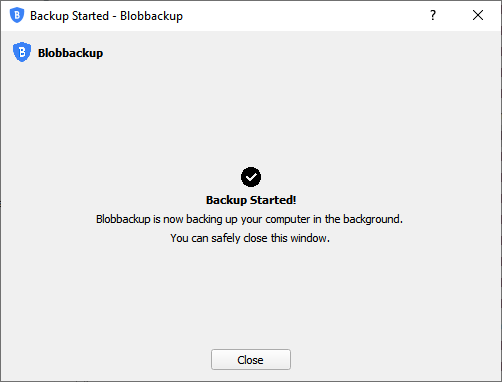 Backup Started - Blobbackup
Blobbackup
Backup Started!
Blobbackup is now backing up your computer in the background.
You can safely close this window.
Close